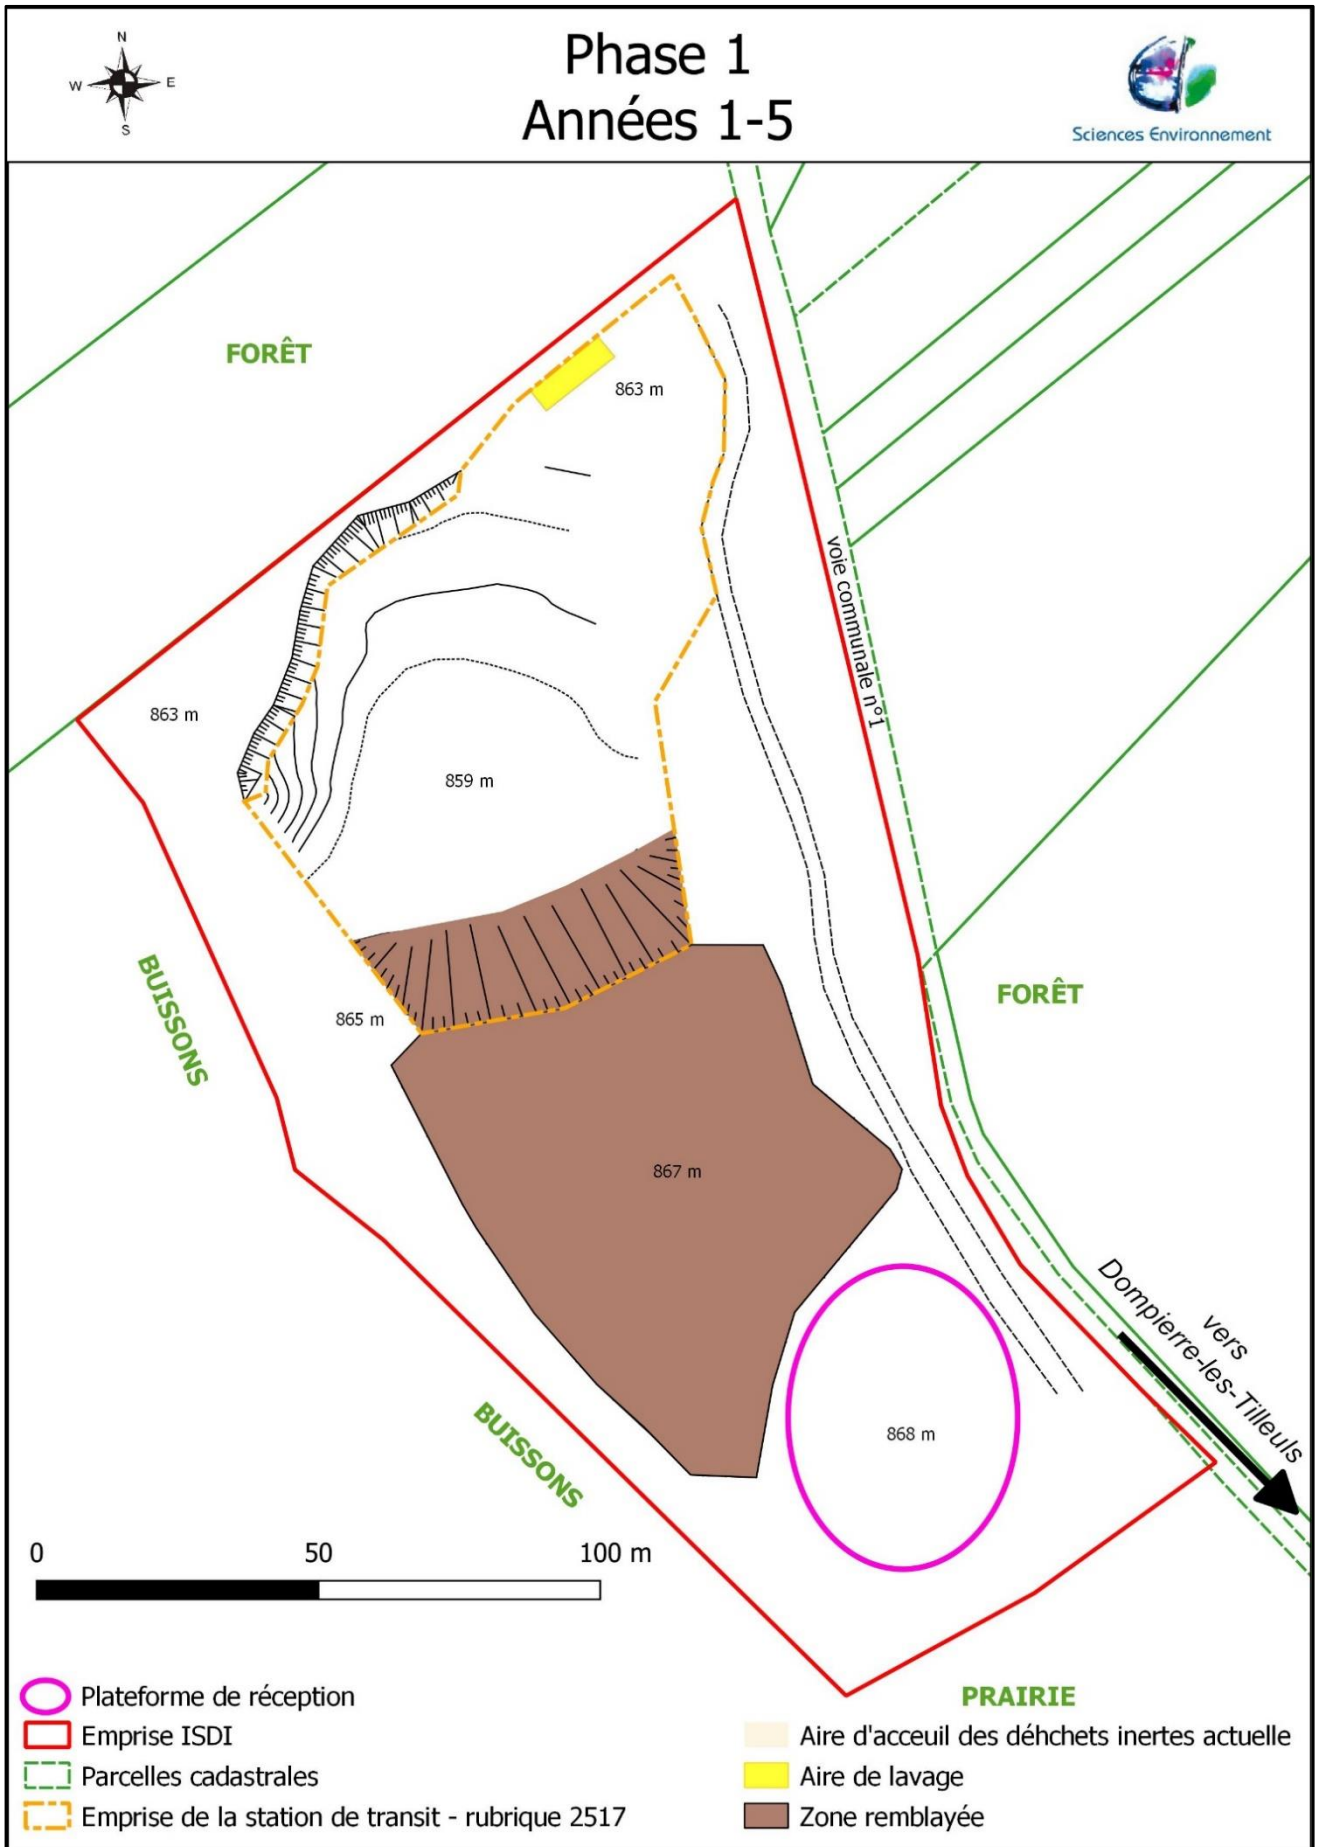 N
W
E
S
Phase 1
Années 1-5
Sciences Environnement
FORÊT
863 m
voie communale n°1
863 m
859 m
BUISSONS
865 m
FORÊT
867 m
vers
Dompierre-les-Tilleuls
BUISSONS
868 m
0 50 100 m
Plateforme de réception
Emprise ISDI
Parcelles cadastrales
Emprise de la station de transit - rubrique 2517
PRAIRIE
Aire d'acceuil des déhchets inertes actuelle
Aire de lavage
Zone remblayée